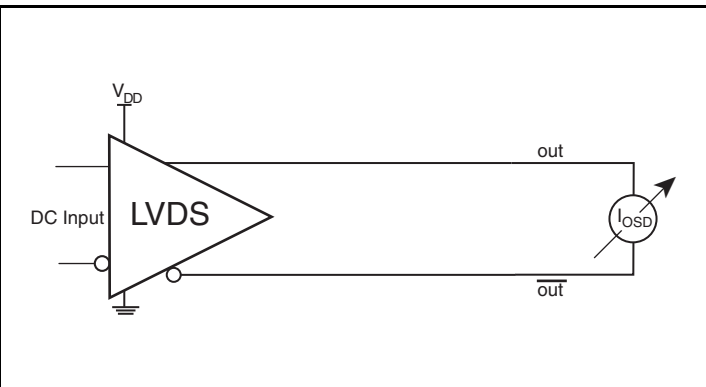 VDD
out
DC Input
LVDS
IOSD
out